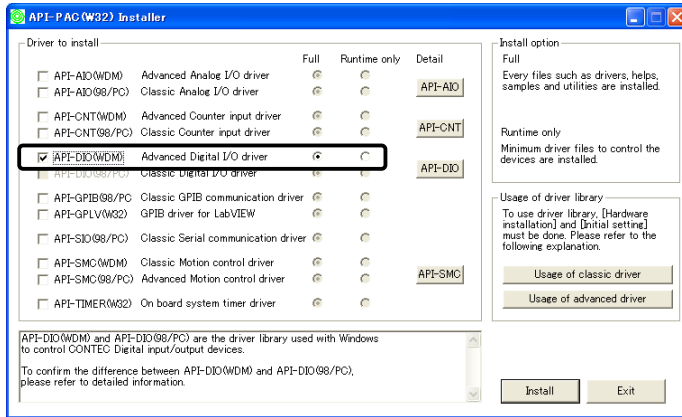 API-PAC(W32) Installer
Driver to install
Full Runtime only Detail
API-AIO(WDM) Advanced Analog I/O driver
API-AIO(98/PC) Classic Analog I/O driver
API-AIO
API-CNT(WDM) Advanced Counter input driver
API-CNT(98/PC) Classic Counter input driver
API-CNT
API-DIO(WDM) Advanced Digital I/O driver
API-DIO(98/PC) Classic Digital I/O driver
API-DIO
API-GPIB(98/PC Classic GPIB communication driver
API-GPLV(W32) GPIB driver for LabVIEW
API-SIO(98/PC) Classic Serial communication driver
API-SMC(WDM) Classic Motion control driver
API-SMC(98/PC) Advanced Motion control driver
API-SMC
API-TIMER(W32) On board system timer driver
Install option
Full
Every files such as drivers, helps,
samples and utilities are installed.
Runtime only
Minimum driver files to control the
devices are installed.
Usage of driver library
To use driver library, [Hardware
installation] and [Initial setting]
must be done. Please refer to the
following explanation.
Usage of classic driver
Usage of advanced driver
API-DIO(WDM) and API-DIO(98/PC) are the driver library used with Windows
to control CONTEC Digital input/output devices.
To confirm the difference between API-DIO(WDM) and API-DIO(98/PC),
please refer to detailed information.
Install Exit